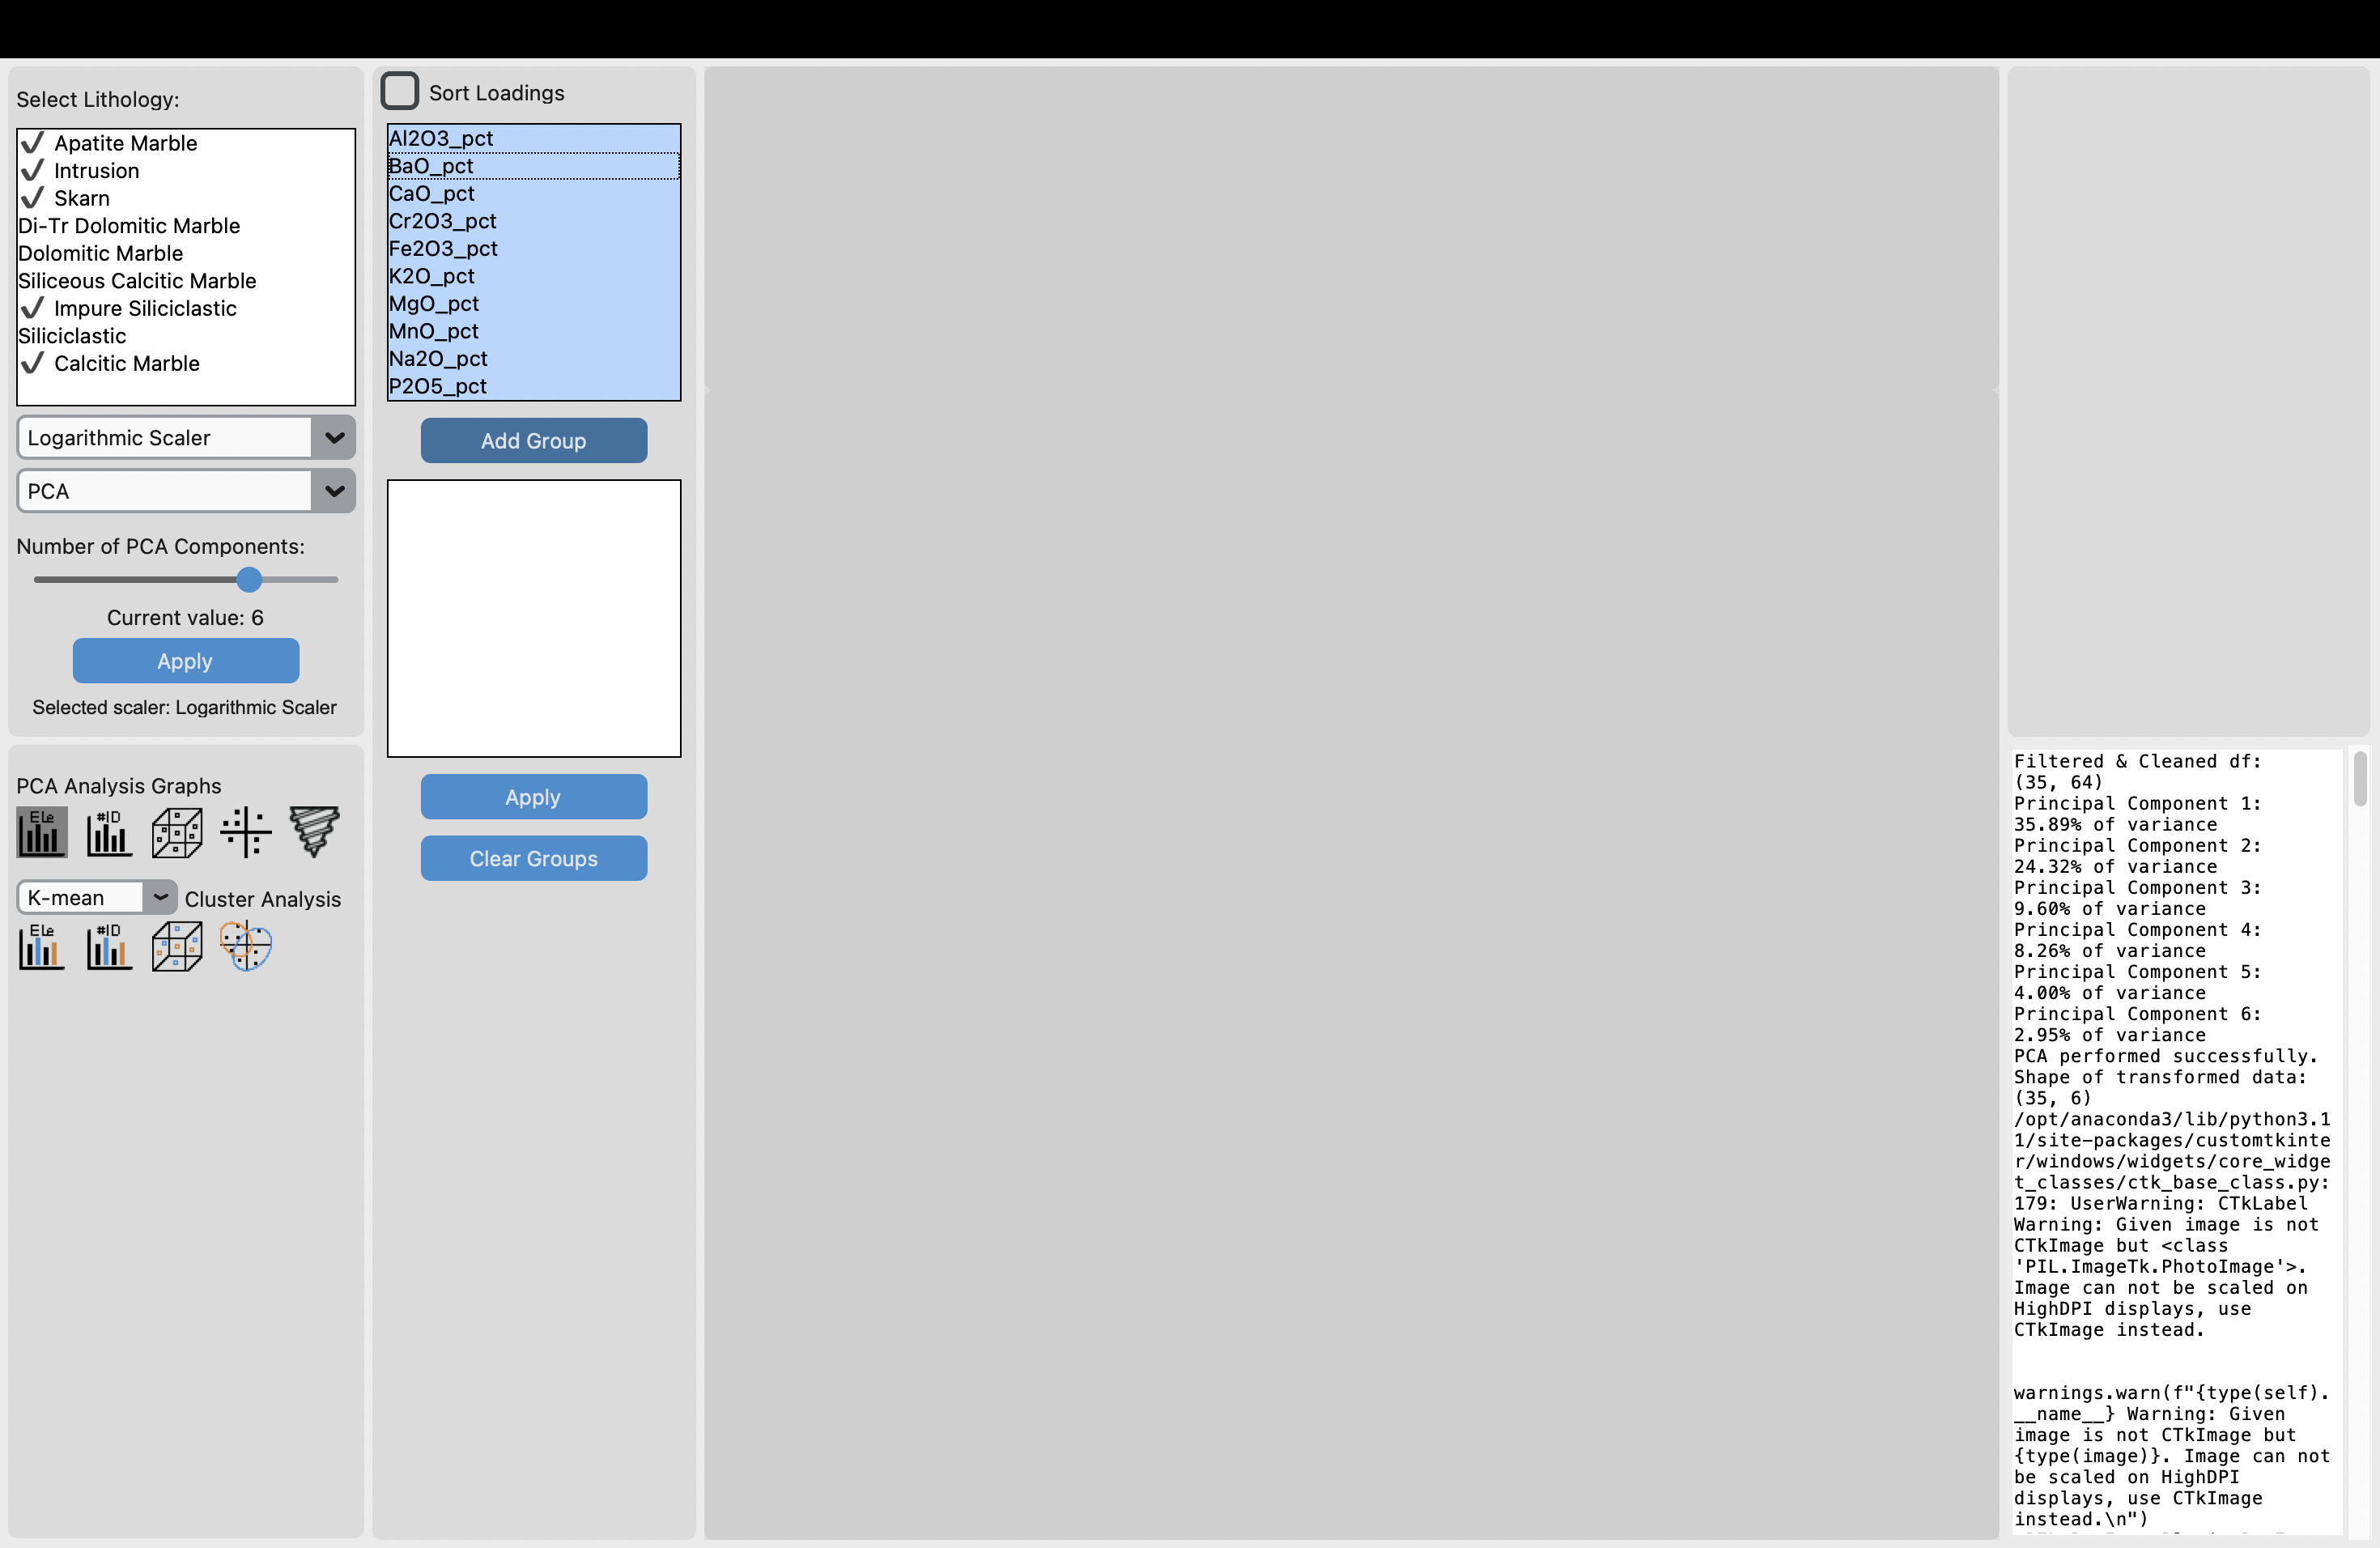 Select Lithology:
✓ Apatite Marble
✓ Intrusion
✓ Skarn
Di-Tr Dolomitic Marble
Dolomitic Marble
Siliceous Calcitic Marble
✓ Impure Siliciclastic
Siliciclastic
✓ Calcitic Marble
Logarithmic Scaler
PCA
Number of PCA Components:
Current value: 6
Apply
Selected scaler: Logarithmic Scaler
PCA Analysis Graphs
ELe
#ID
K-mean
Cluster Analysis
ELe
#ID
Sort Loadings
Al2O3_pct
BaO_pct
CaO_pct
Cr2O3_pct
Fe2O3_pct
K2O_pct
MgO_pct
MnO_pct
Na2O_pct
P2O5_pct
Add Group
Apply
Clear Groups
Filtered & Cleaned df:
(35, 64)
Principal Component 1:
35.89% of variance
Principal Component 2:
24.32% of variance
Principal Component 3:
9.60% of variance
Principal Component 4:
8.26% of variance
Principal Component 5:
4.00% of variance
Principal Component 6:
2.95% of variance
PCA performed successfully.
Shape of transformed data:
(35, 6)
/opt/anaconda3/lib/python3.1
1/site-packages/customtkinte
r/windows/widgets/core_widge
t_classes/ctk_base_class.py:
179: UserWarning: CTkLabel
Warning: Given image is not
CTkImage but <class
'PIL.ImageTk.PhotoImage'>.
Image can not be scaled on
HighDPI displays, use
CTkImage instead.
warnings.warn(f"{type(self).
__name__} Warning: Given
image is not CTkImage but
{type(image)}. Image can not
be scaled on HighDPI
displays, use CTkImage
instead.\n")